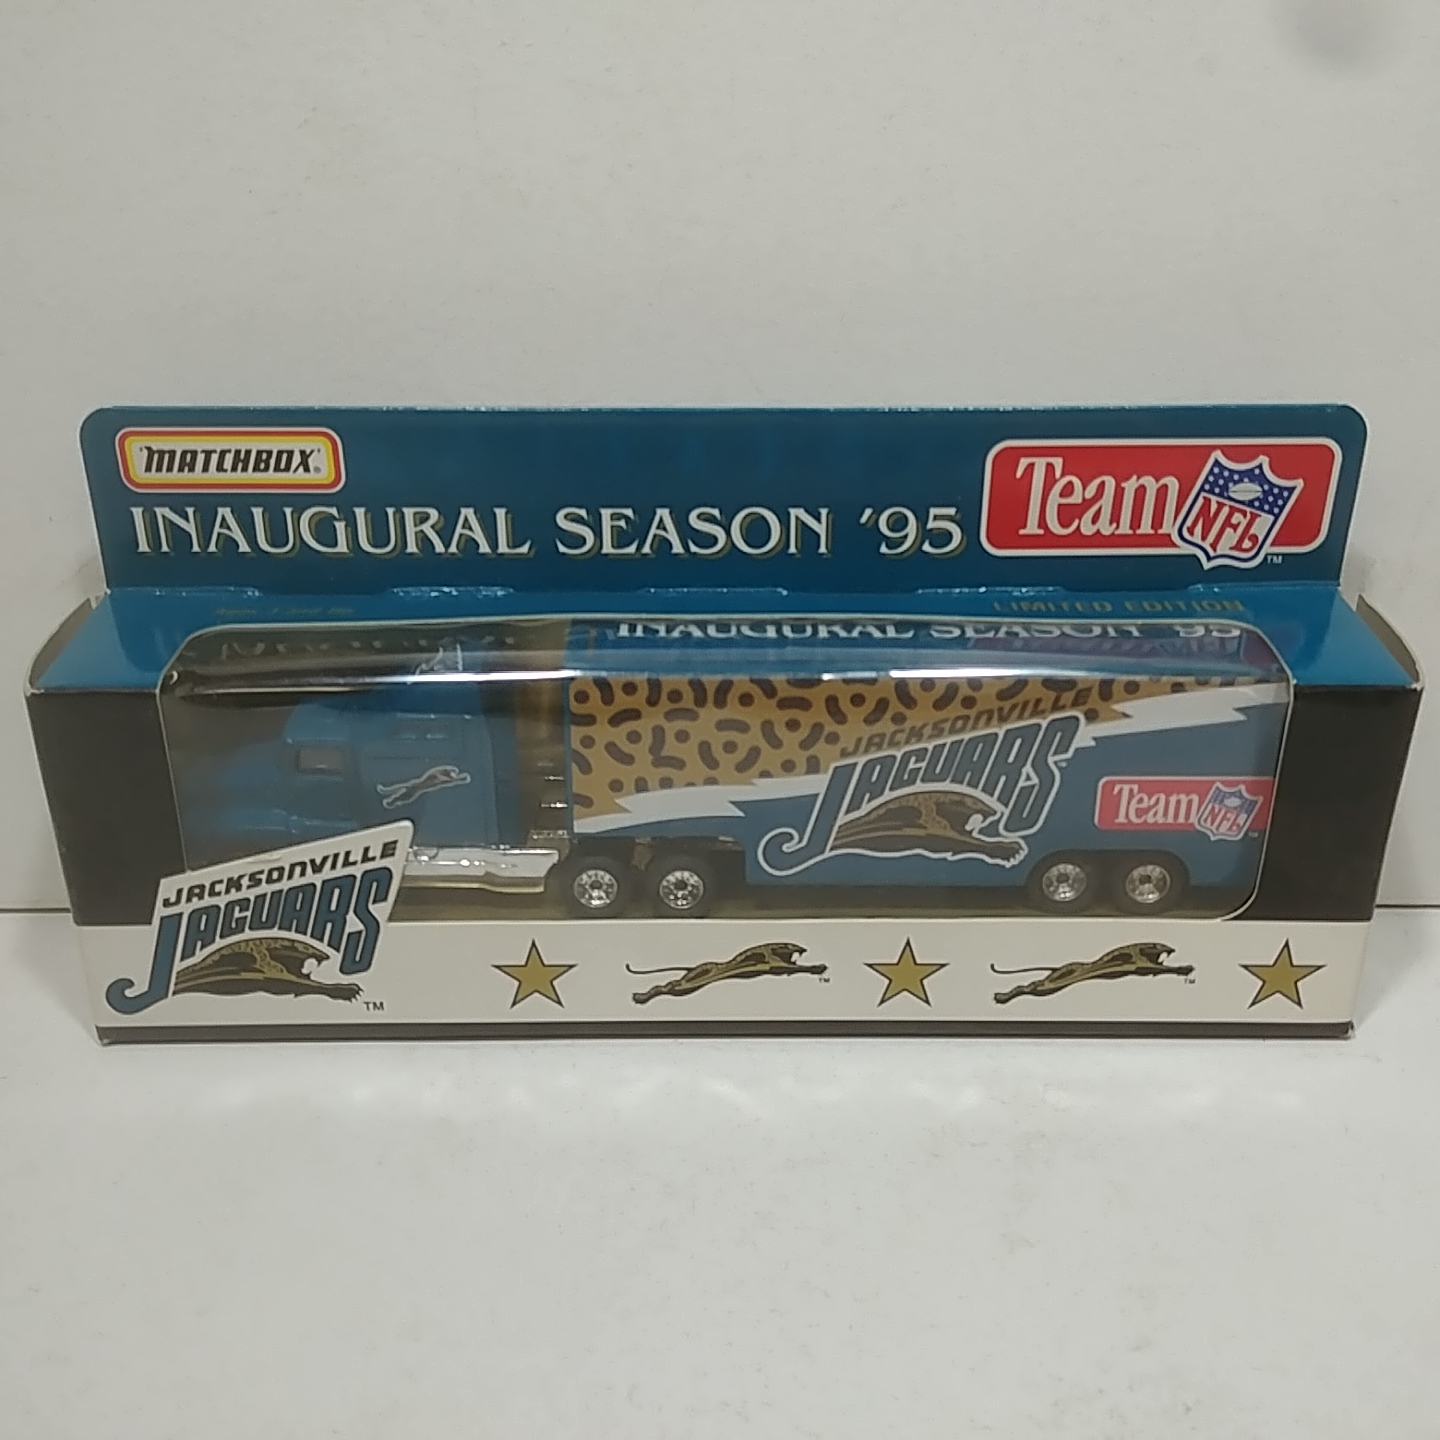 MATCHBOX®
INAUGURAL SEASON '95
Team NFL™
LIMITED EDITION
INAUGURAL SEASON '95
JACKSONVILLE
JAGUARS
Team NFL
JACKSONVILLE
JAGUARS
TM
TM
TM